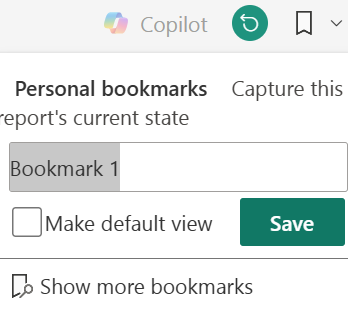 Copilot
Personal bookmarks Capture this
report's current state
Bookmark 1
Make default view
Save
Show more bookmarks